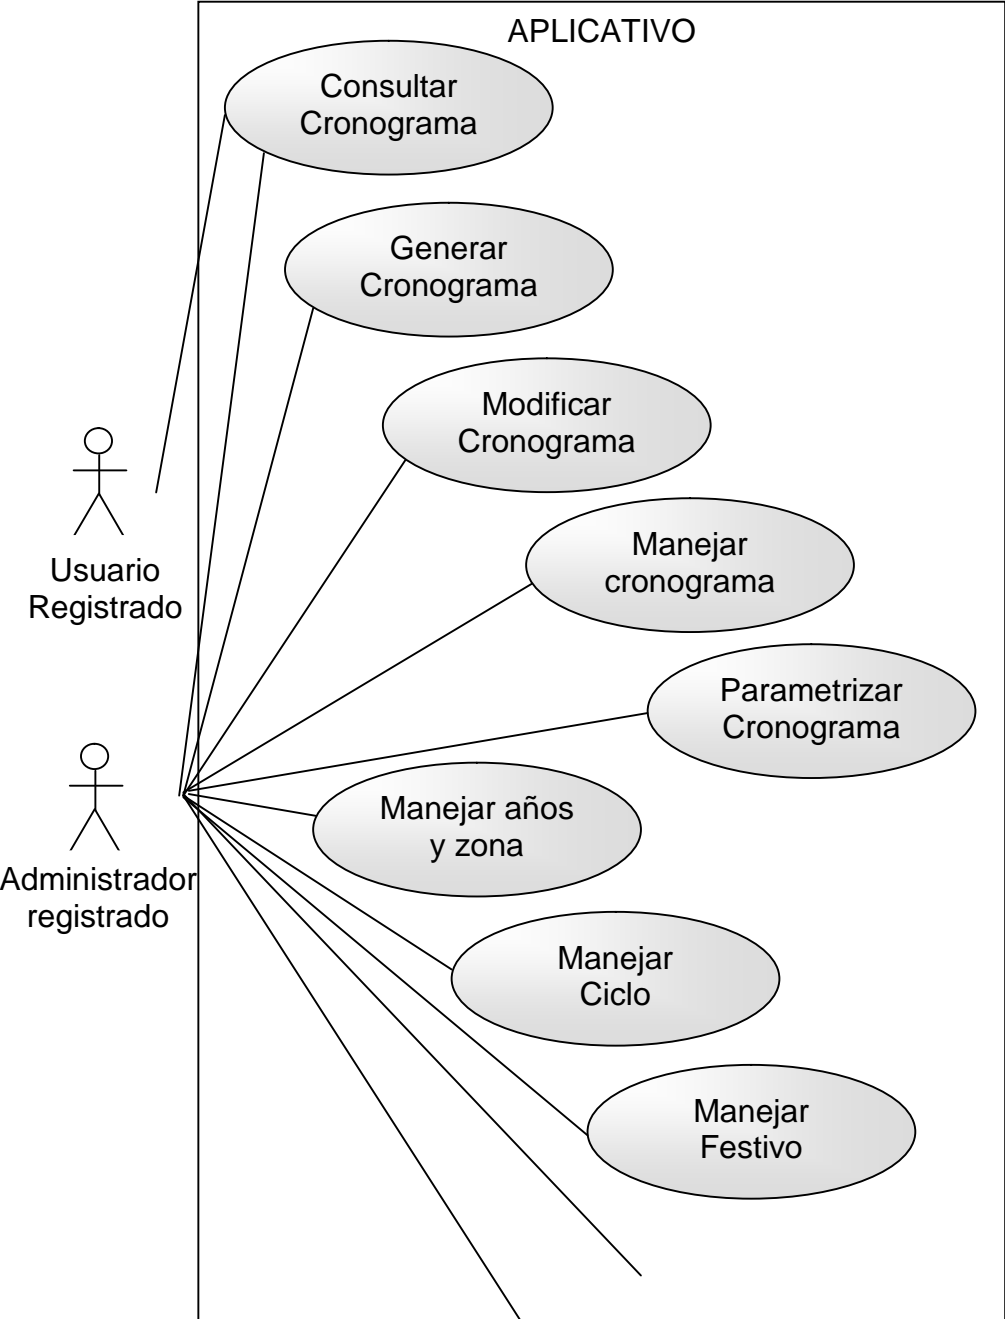 APLICATIVO
Consultar
Cronograma
Generar
Cronograma
Modificar
Cronograma
Manejar
cronograma
Usuario
Registrado
Parametrizar
Cronograma
Manejar años
y zona
Administrador
registrado
Manejar
Ciclo
Manejar
Festivo